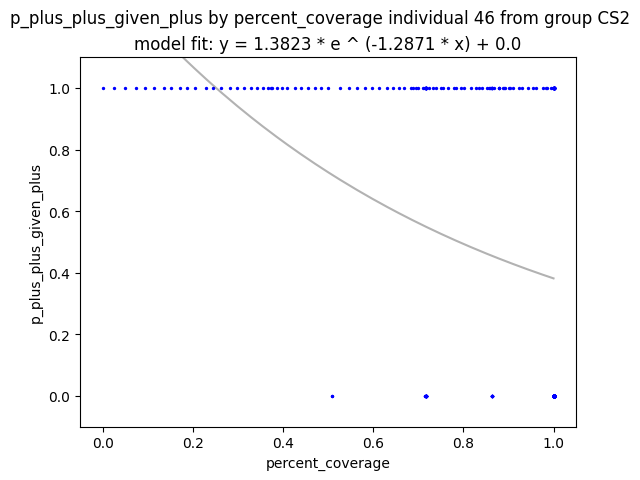 p_plus_plus_given_plus by percent_coverage individual 46 from group CS2
model fit: y = 1.3823 * e ^ (-1.2871 * x) + 0.0
1.0
0.8
0.6
0.4
0.2
0.0
p_plus_plus_given_plus
0.0 0.2 0.4 0.6 0.8 1.0
percent_coverage